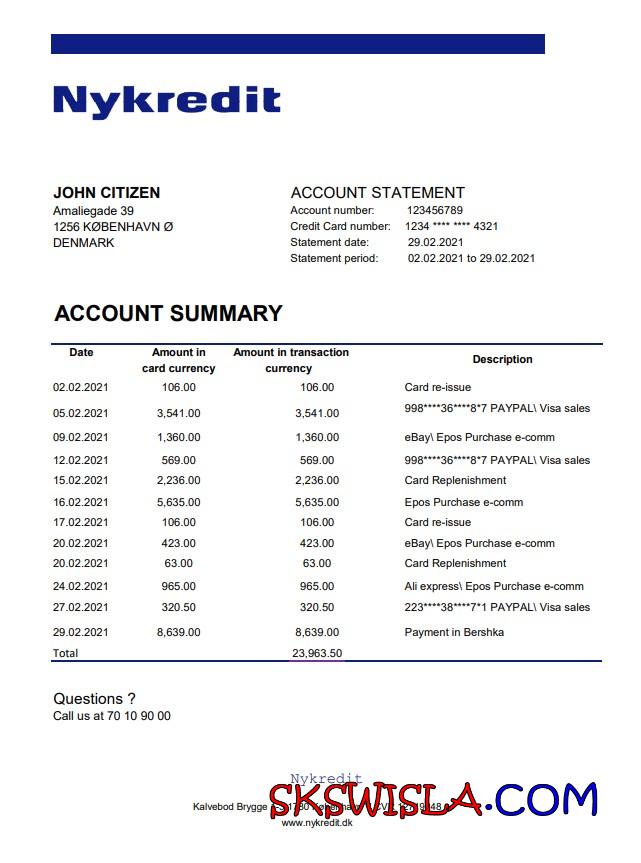 Nykredit
JOHN CITIZEN
Amaliegade 39
1256 KØBENHAVN Ø
DENMARK
ACCOUNT STATEMENT
Account number: 123456789
Credit Card number: 1234 **** **** 4321
Statement date: 29.02.2021
Statement period: 02.02.2021 to 29.02.2021
ACCOUNT SUMMARY
Date Amount in card currency Amount in transaction currency Description
02.02.2021 106.00 106.00 Card re-issue
05.02.2021 3,541.00 3,541.00 998****36****8*7 PAYPAL\ Visa sales
09.02.2021 1,360.00 1,360.00 eBay\ Epos Purchase e-comm
12.02.2021 569.00 569.00 998****36****8*7 PAYPAL\ Visa sales
15.02.2021 2,236.00 2,236.00 Card Replenishment
16.02.2021 5,635.00 5,635.00 Epos Purchase e-comm
17.02.2021 106.00 106.00 Card re-issue
20.02.2021 423.00 423.00 eBay\ Epos Purchase e-comm
20.02.2021 63.00 63.00 Card Replenishment
24.02.2021 965.00 965.00 Ali express\ Epos Purchase e-comm
27.02.2021 320.50 320.50 223****38****7*1 PAYPAL\ Visa sales
29.02.2021 8,639.00 8,639.00 Payment in Bershka
Total 23,963.50
Questions ?
Call us at 70 10 90 00
Nykredit
SKSWISLA.COM
Kalvebod Brygge
www.nykredit.dk